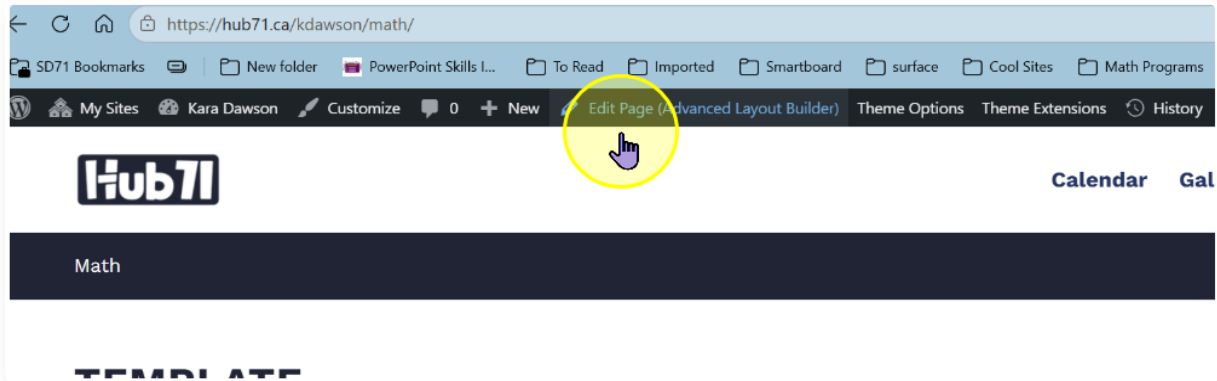 https://hub71.ca/kdawson/math/
SD71 Bookmarks New folder PowerPoint Skills I... To Read Imported Smartboard surface Cool Sites Math Programs
My Sites Kara Dawson Customize 0 New Edit Page (Advanced Layout Builder) Theme Options Theme Extensions History
Hub71
Calendar Gal
Math
TEMPLATE